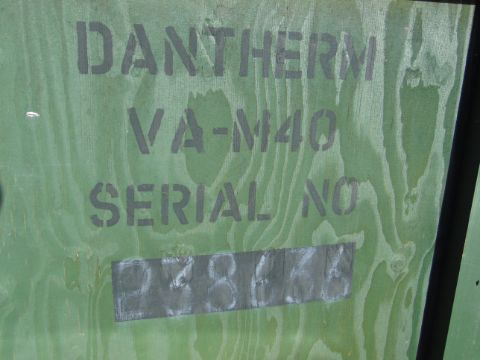 DANTHERM
VA-M40
SERIAL NO